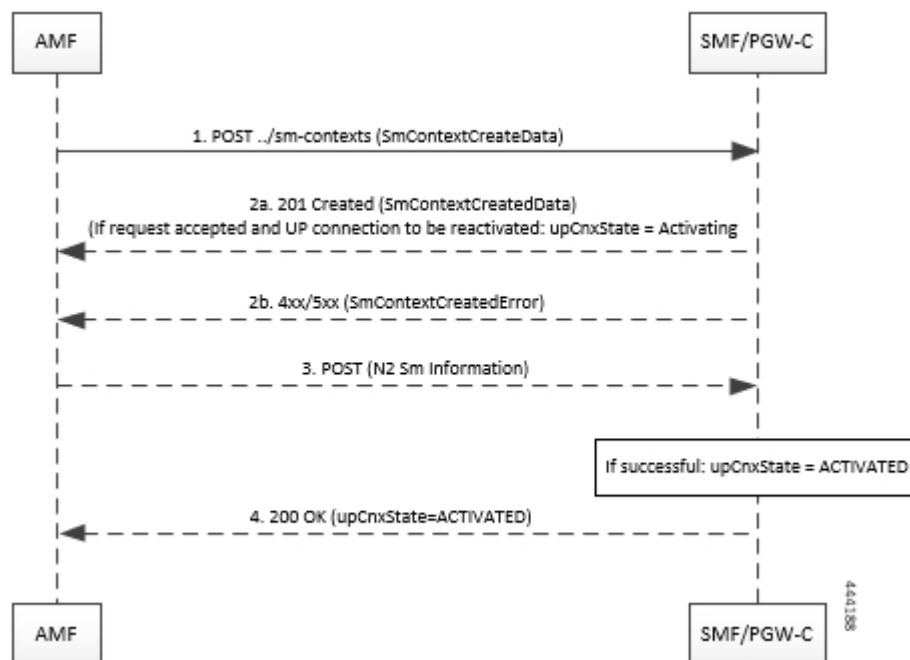 AMF
SMF/PGW-C
1. POST ../sm-contexts (SmContextCreateData)
2a. 201 Created (SmContextCreatedData)
(If request accepted and UP connection to be reactivated: upCnxState = Activating
2b. 4xx/5xx (SmContextCreatedError)
3. POST (N2 Sm Information)
If successful: upCnxState = ACTIVATED
4. 200 OK (upCnxState=ACTIVATED)
444188
AMF
SMF/PGW-C